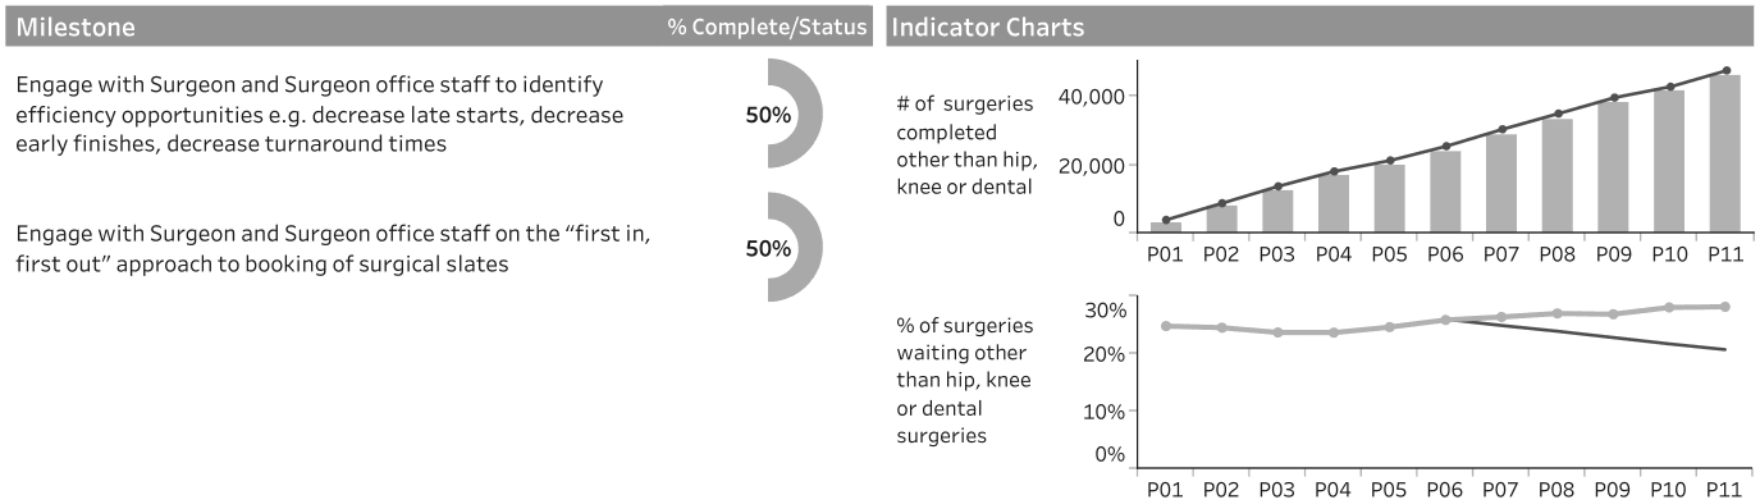 Milestone
% Complete/Status
Engage with Surgeon and Surgeon office staff to identify
efficiency opportunities e.g. decrease late starts, decrease
early finishes, decrease turnaround times
50%
Engage with Surgeon and Surgeon office staff on the “first in,
first out” approach to booking of surgical slates
50%
Indicator Charts
# of surgeries
completed
other than hip,
knee or dental
40,000
20,000
0
P01 P02 P03 P04 P05 P06 P07 P08 P09 P10 P11
% of surgeries
waiting other
than hip, knee
or dental
surgeries
30%
20%
10%
0%
P01 P02 P03 P04 P05 P06 P07 P08 P09 P10 P11